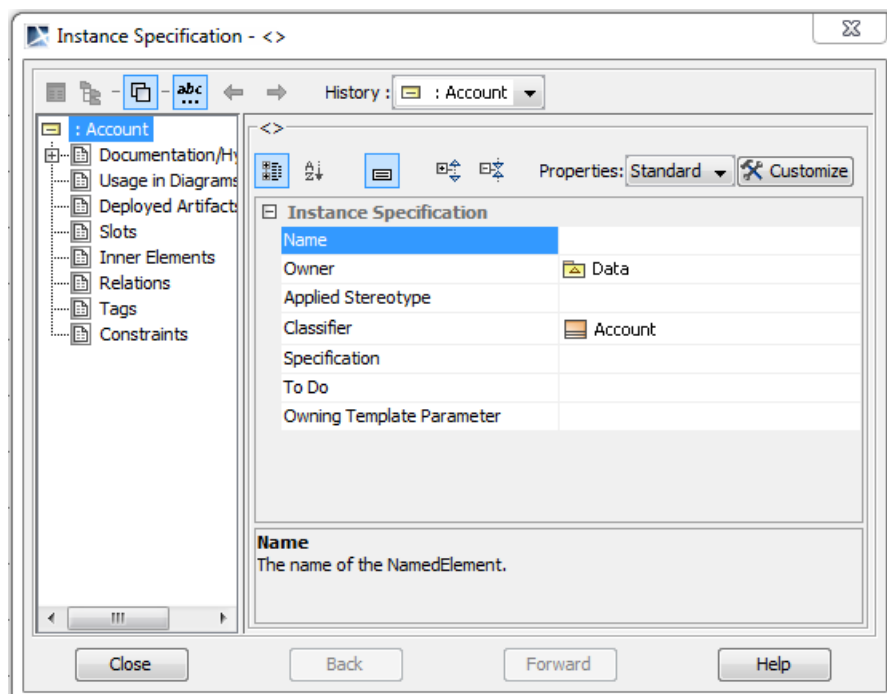 Instance Specification - <>
abc
History :
: Account
: Account
Documentation/Hy
Usage in Diagrams
Deployed Artifacts
Slots
Inner Elements
Relations
Tags
Constraints
<>
A
Z
Properties: Standard
Customize
Instance Specification
Name
Owner Data
Applied Stereotype
Classifier Account
Specification
To Do
Owning Template Parameter
Name
The name of the NamedElement.
Close
Back
Forward
Help